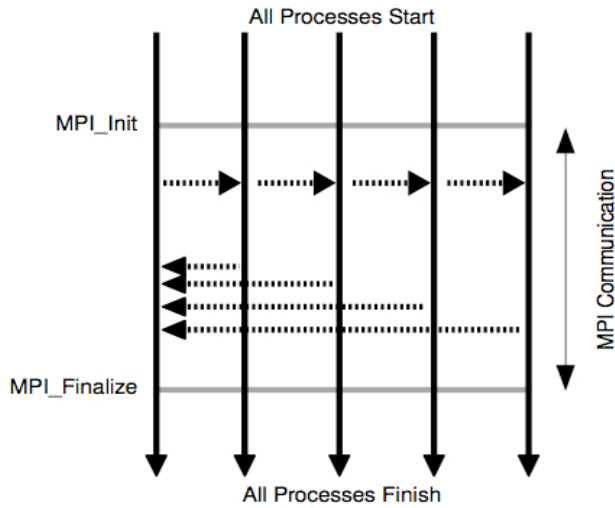 All Processes Start
MPI_Init
MPI Communication
MPI_Finalize
All Processes Finish